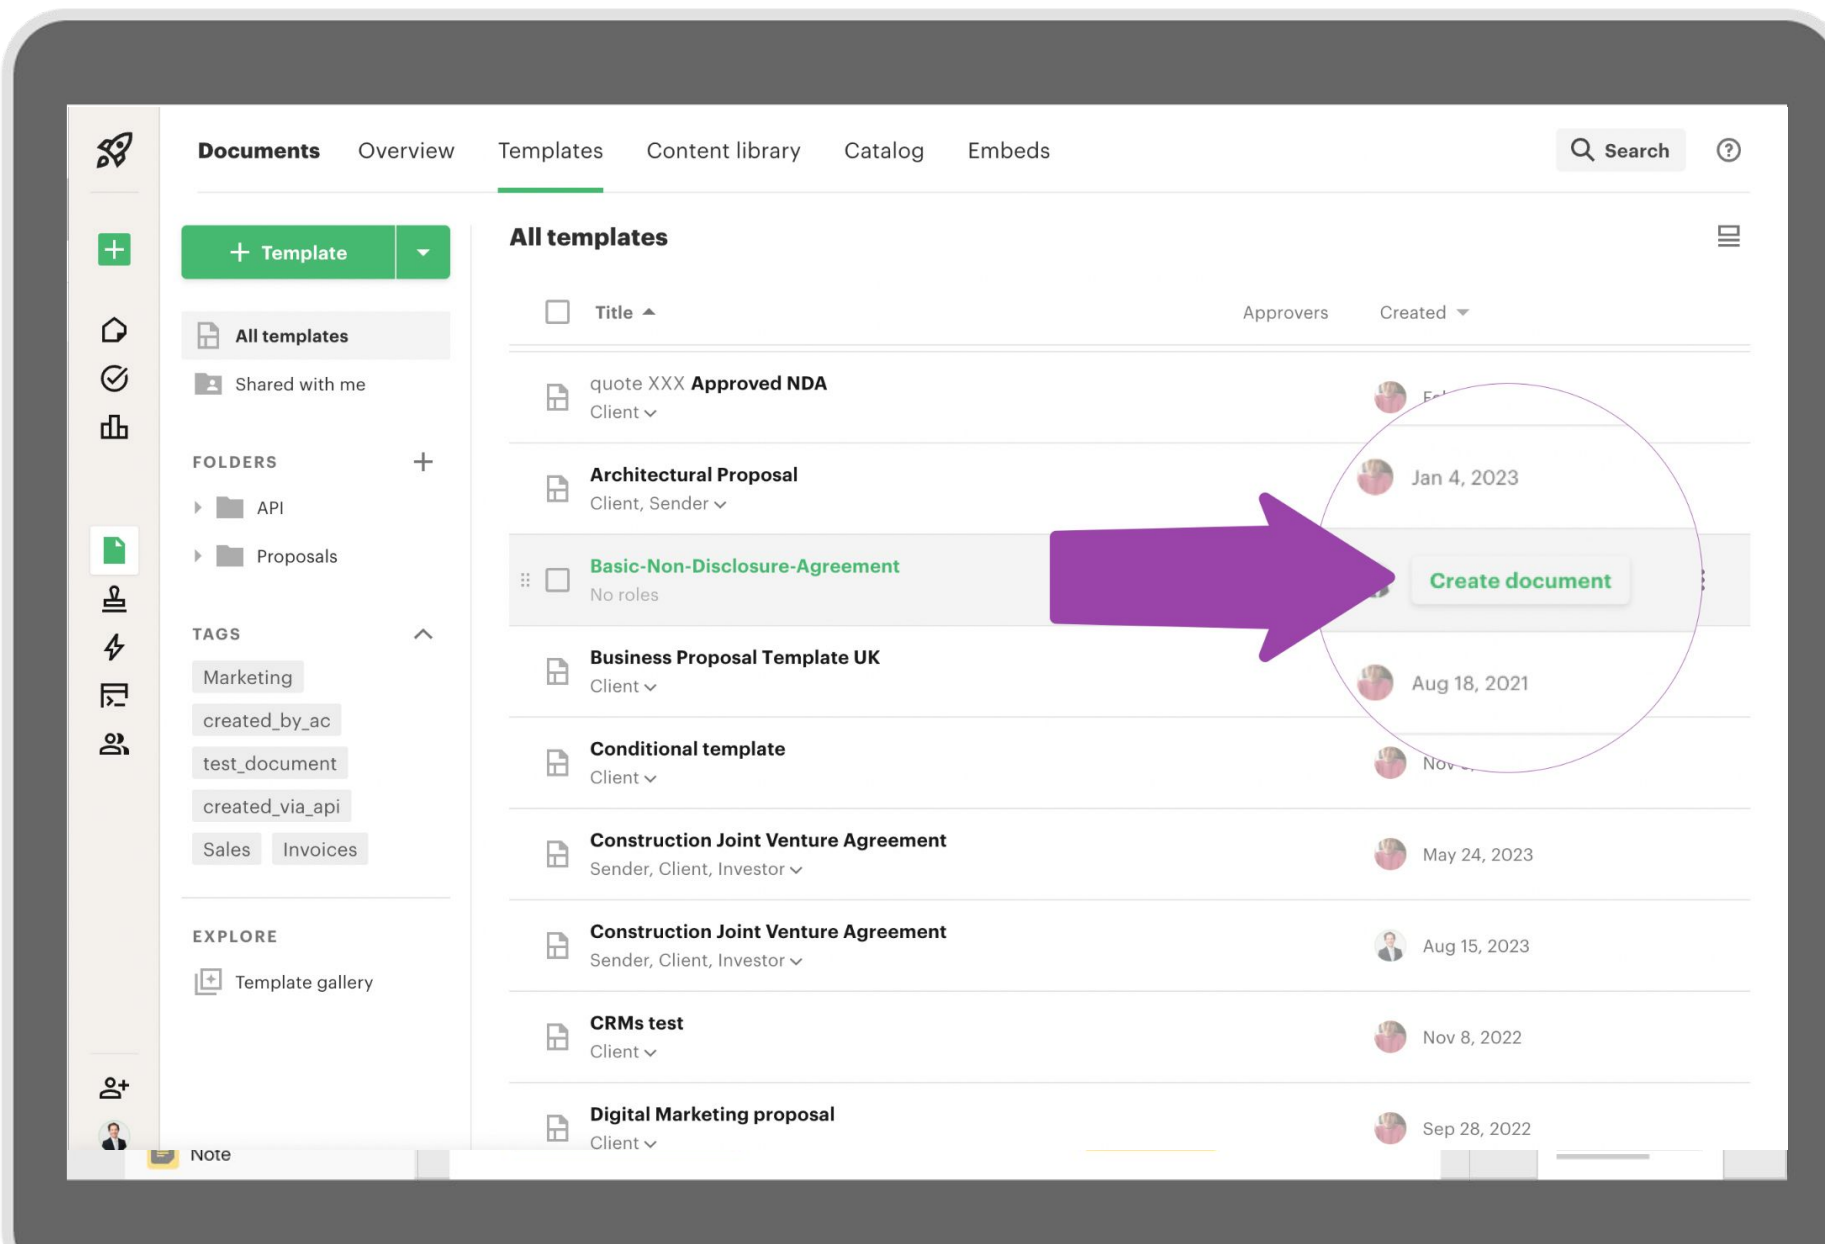 Documents Overview Templates Content library Catalog Embeds Search
+ Template
All templates
Shared with me
FOLDERS
API
Proposals
TAGS
Marketing
created_by_ac
test_document
created_via_api
Sales Invoices
EXPLORE
Template gallery
Note
All templates
Title Approvers Created
quote XXX Approved NDA
Client
Architectural Proposal
Client, Sender
Jan 4, 2023
Basic-Non-Disclosure-Agreement
No roles
Create document
Business Proposal Template UK
Client
Aug 18, 2021
Conditional template
Client
Nov
Construction Joint Venture Agreement
Sender, Client, Investor
May 24, 2023
Construction Joint Venture Agreement
Sender, Client, Investor
Aug 15, 2023
CRMs test
Client
Nov 8, 2022
Digital Marketing proposal
Client
Sep 28, 2022